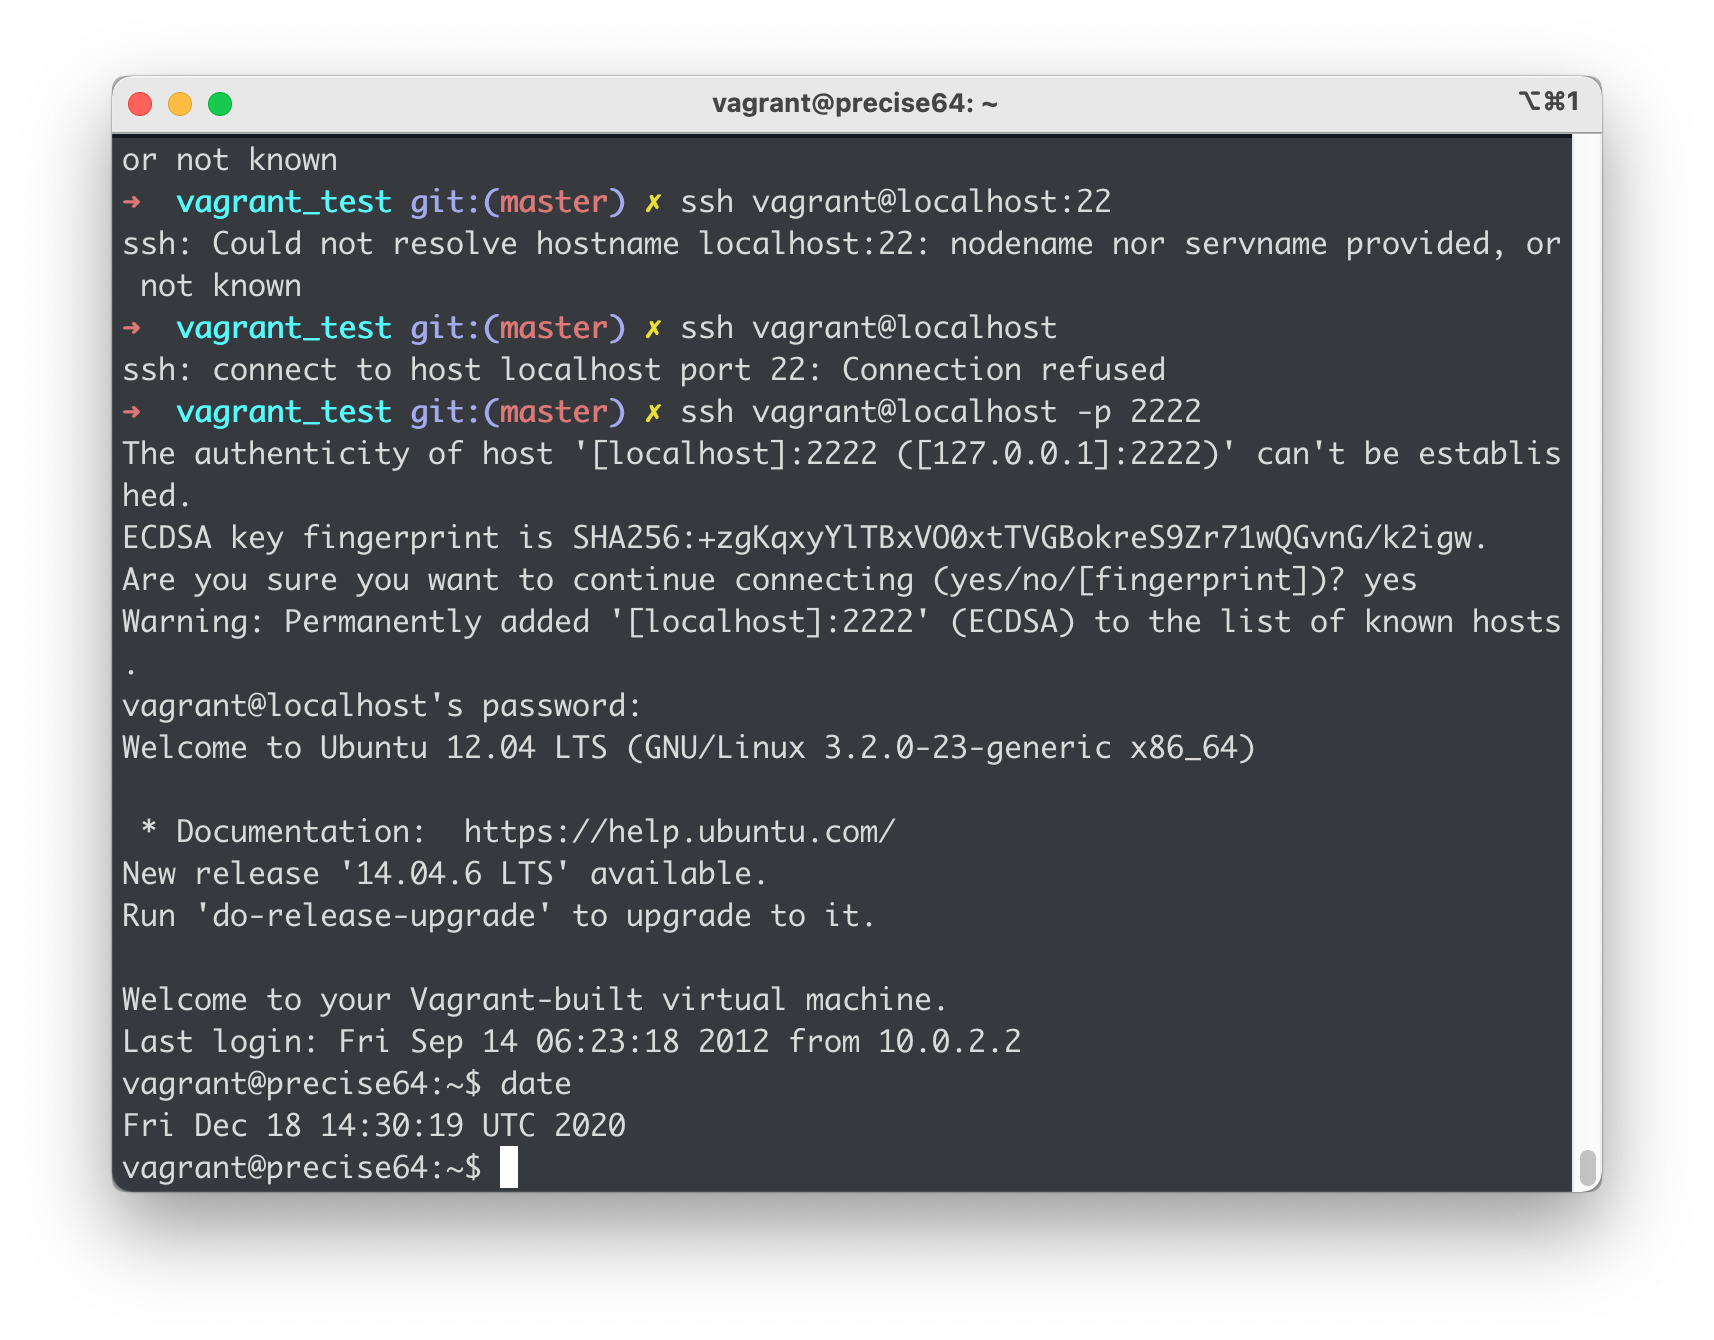 vagrant@precise64: ~
⌥⌘1
or not known
➜  vagrant_test git:(master) ✗ ssh vagrant@localhost:22
ssh: Could not resolve hostname localhost:22: nodename nor servname provided, or
 not known
➜  vagrant_test git:(master) ✗ ssh vagrant@localhost
ssh: connect to host localhost port 22: Connection refused
➜  vagrant_test git:(master) ✗ ssh vagrant@localhost -p 2222
The authenticity of host '[localhost]:2222 ([127.0.0.1]:2222)' can't be establis
hed.
ECDSA key fingerprint is SHA256:+zgKqxyYlTBxVO0xtTVGBokreS9Zr71wQGvnG/k2igw.
Are you sure you want to continue connecting (yes/no/[fingerprint])? yes
Warning: Permanently added '[localhost]:2222' (ECDSA) to the list of known hosts
.
vagrant@localhost's password:
Welcome to Ubuntu 12.04 LTS (GNU/Linux 3.2.0-23-generic x86_64)

 * Documentation:  https://help.ubuntu.com/
New release '14.04.6 LTS' available.
Run 'do-release-upgrade' to upgrade to it.

Welcome to your Vagrant-built virtual machine.
Last login: Fri Sep 14 06:23:18 2012 from 10.0.2.2
vagrant@precise64:~$ date
Fri Dec 18 14:30:19 UTC 2020
vagrant@precise64:~$